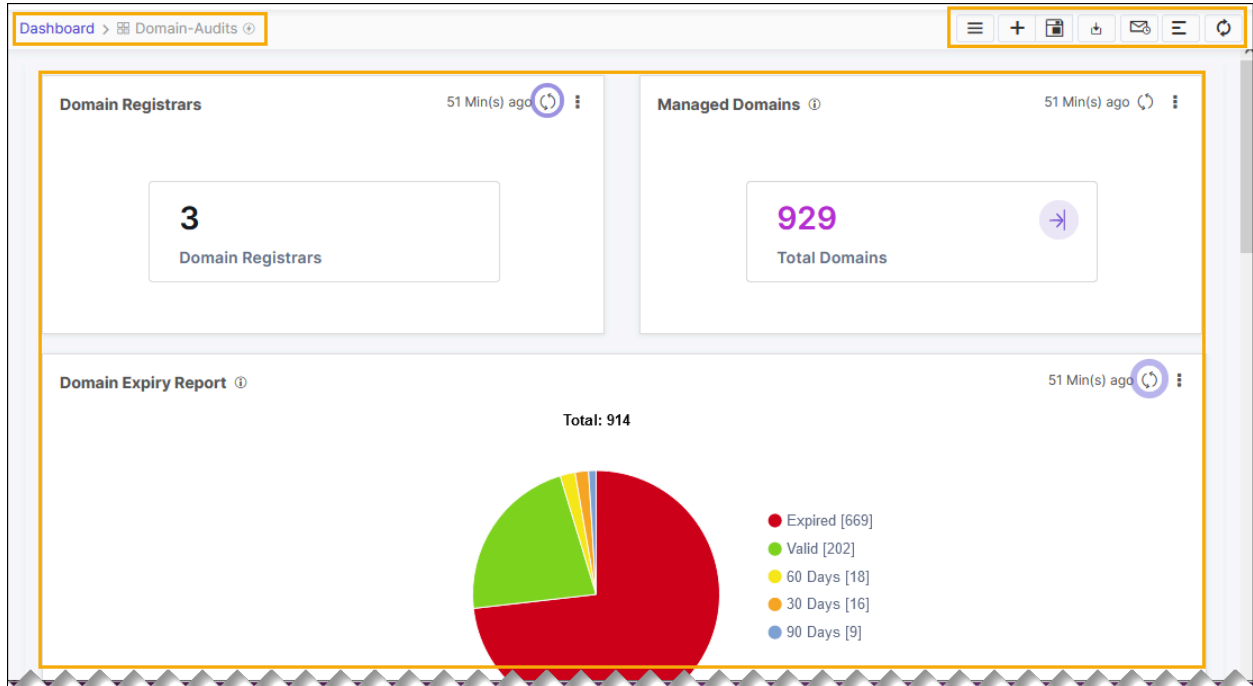 Dashboard > Domain-Audits
Domain Registrars
51 Min(s) ago
Managed Domains
51 Min(s) ago
3
Domain Registrars
929
Total Domains
Domain Expiry Report
51 Min(s) ago
Total: 914
Expired [669]
Valid [202]
60 Days [18]
30 Days [16]
90 Days [9]